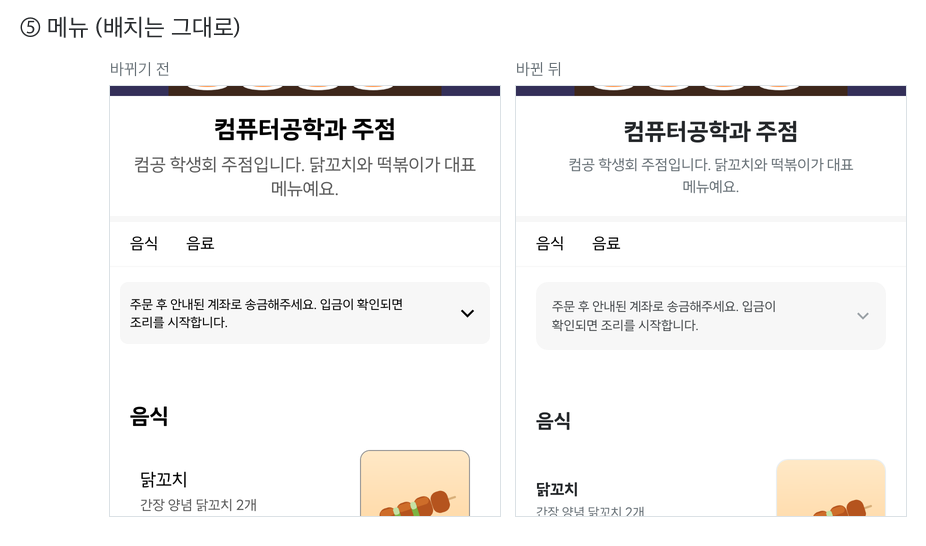 ⑤ 메뉴 (배치는 그대로)
바뀌기 전
컴퓨터공학과 주점
컴공 학생회 주점입니다. 닭꼬치와 떡볶이가 대표
메뉴예요.
음식 음료
주문 후 안내된 계좌로 송금해주세요. 입금이 확인되면
조리를 시작합니다.
음식
닭꼬치
간장 양념 닭꼬치 2개
바뀐 뒤
컴퓨터공학과 주점
컴공 학생회 주점입니다. 닭꼬치와 떡볶이가 대표
메뉴예요.
음식 음료
주문 후 안내된 계좌로 송금해주세요. 입금이
확인되면 조리를 시작합니다.
음식
닭꼬치
간장 양념 닭꼬치 2개